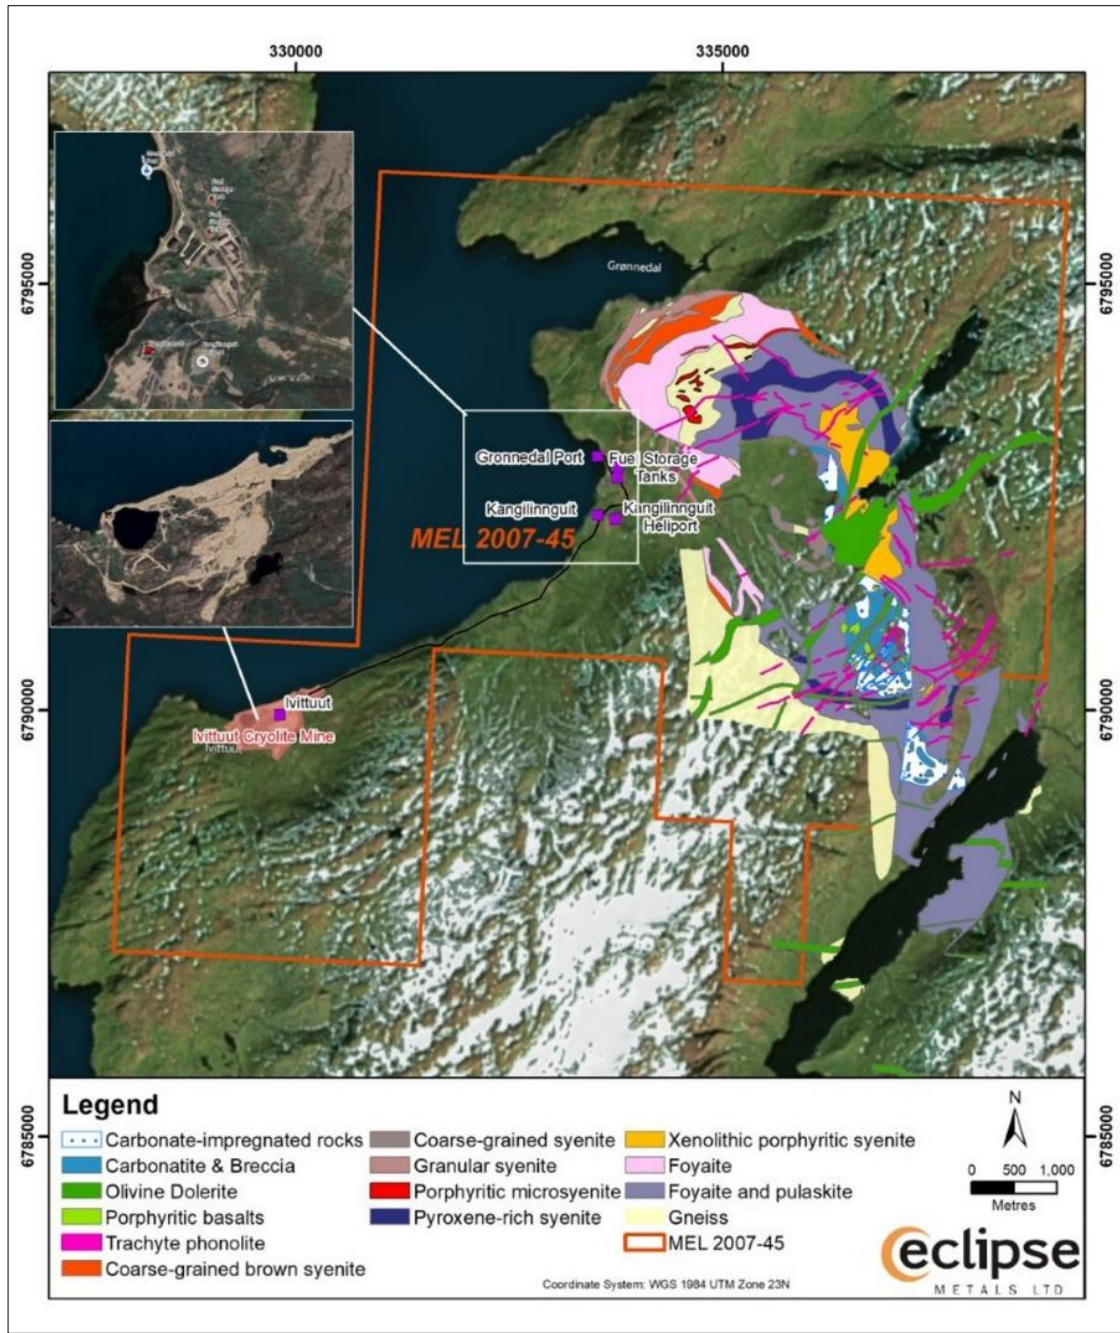 330000
335000
6795000
6795000
Grønnedal
Gronnedal Port
Fuel Storage
Tanks
Kangilinnguit
Kangilinnguit
Heliport
MEL 2007-45
6790000
6790000
Ivittuut
Ivittuut Cryolite Mine
Ivittuut
6785000
6785000
Legend
Carbonate-impregnated rocks
Carbonatite & Breccia
Olivine Dolerite
Porphyritic basalts
Trachyte phonolite
Coarse-grained brown syenite
Coarse-grained syenite
Granular syenite
Porphyritic microsyenite
Pyroxene-rich syenite
Xenolithic porphyritic syenite
Foyaite
Foyaite and pulaskite
Gneiss
MEL 2007-45
N
0 500 1,000
Metres
eclipse
METALS LTD
Coordinate System: WGS 1984 UTM Zone 23N